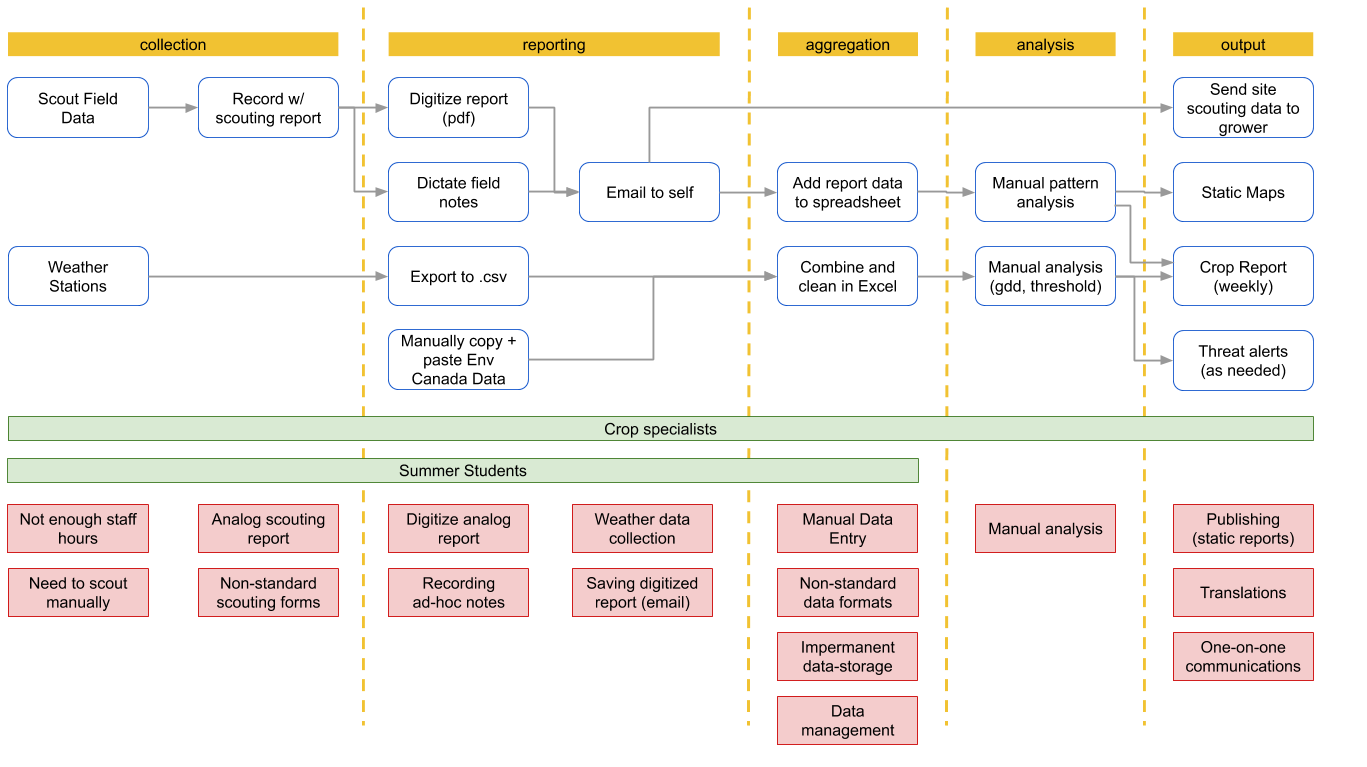 collection
reporting
aggregation
analysis
output
Scout Field
Data
Record w/
scouting report
Digitize report
(pdf)
Send site
scouting data to
grower
Dictate field
notes
Email to self
Add report data
to spreadsheet
Manual pattern
analysis
Static Maps
Weather
Stations
Export to .csv
Combine and
clean in Excel
Manual analysis
(gdd, threshold)
Crop Report
(weekly)
Manually copy +
paste Env
Canada Data
Threat alerts
(as needed)
Crop specialists
Summer Students
Not enough staff
hours
Analog scouting
report
Digitize analog
report
Weather data
collection
Manual Data
Entry
Manual analysis
Publishing
(static reports)
Need to scout
manually
Non-standard
scouting forms
Recording
ad-hoc notes
Saving digitized
report (email)
Non-standard
data formats
Translations
Impermanent
data-storage
One-on-one
communications
Data
management